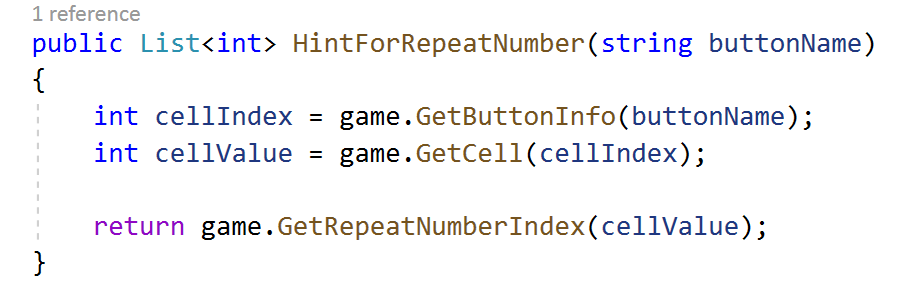 1 reference
public List<int> HintForRepeatNumber(string buttonName)
{
    int cellIndex = game.GetButtonInfo(buttonName);
    int cellValue = game.GetCell(cellIndex);

    return game.GetRepeatNumberIndex(cellValue);
}